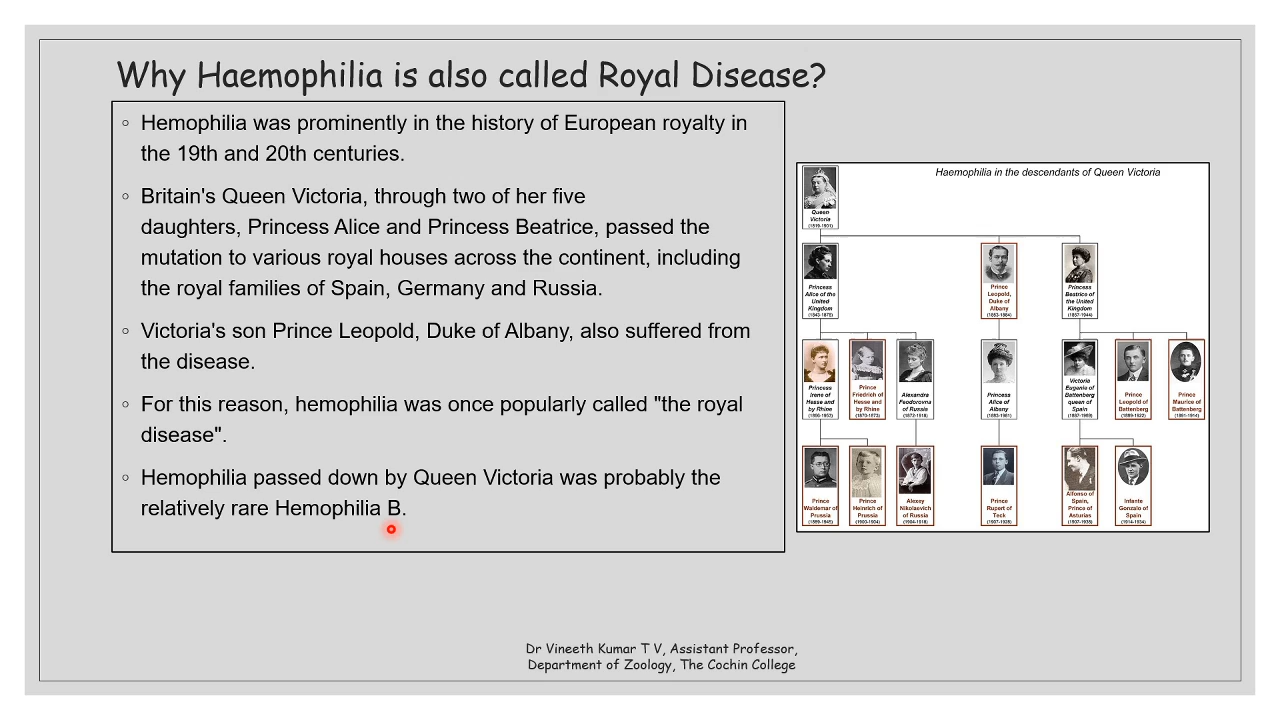 Why Haemophilia is also called Royal Disease?
Hemophilia was prominently in the history of European royalty in
the 19th and 20th centuries.
Britain's Queen Victoria, through two of her five
daughters, Princess Alice and Princess Beatrice, passed the
mutation to various royal houses across the continent, including
the royal families of Spain, Germany and Russia.
Victoria's son Prince Leopold, Duke of Albany, also suffered from
the disease.
For this reason, hemophilia was once popularly called "the royal
disease".
Hemophilia passed down by Queen Victoria was probably the
relatively rare Hemophilia B.
Haemophilia in the descendants of Queen Victoria
Queen
Victoria
(1819-1901)
Princess
Alice of the
United
Kingdom
(1843-1878)
Prince
Leopold,
Duke of
Albany
(1853-1884)
Princess
Beatrice of
the United
Kingdom
(1857-1944)
Princess
Irene of
Hesse and
by Rhine
(1866-1953)
Prince
Friedrich of
Hesse and
by Rhine
(1870-1873)
Alexandra
Feodorovna
of Russia
(1872-1918)
Princess
Alice of
Albany
(1883-1981)
Victoria
Eugenie of
Battenberg
queen of
Spain
(1887-1969)
Prince
Leopold of
Battenberg
(1889-1922)
Prince
Maurice of
Battenberg
(1891-1914)
Prince
Waldemar of
Prussia
(1889-1945)
Prince
Heinrich of
Prussia
(1900-1904)
Alexey
Nikolaevich
of Russia
(1904-1918)
Prince
Rupert of
Teck
(1907-1928)
Alfonso of
Spain,
Prince of
Asturias
(1907-1938)
Infante
Gonzalo of
Spain
(1914-1934)
Dr Vineeth Kumar T V, Assistant Professor,
Department of Zoology, The Cochin College